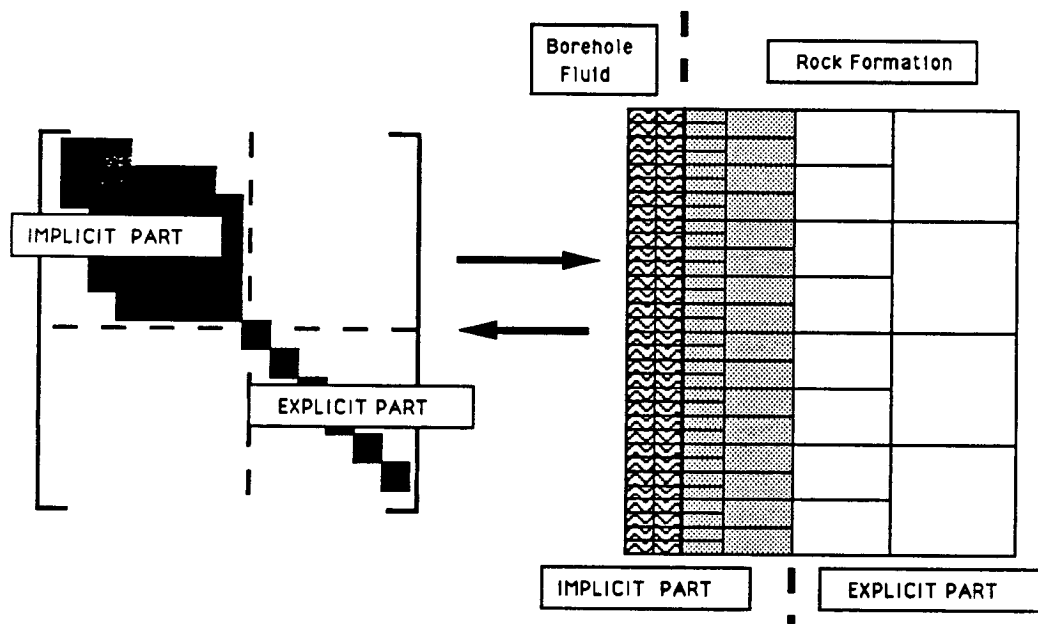 Borehole
Fluid
Rock Formation
IMPLICIT PART
EXPLICIT PART
IMPLICIT PART
EXPLICIT PART